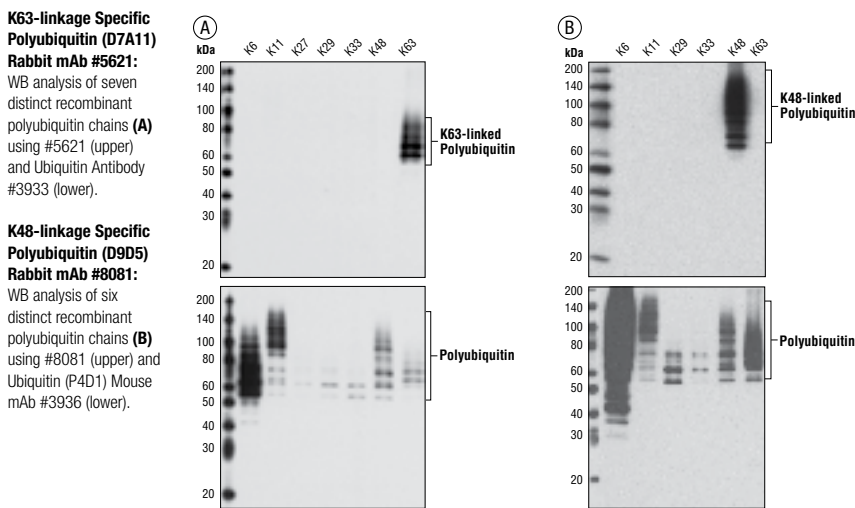 K63-linkage Specific
Polyubiquitin (D7A11)
Rabbit mAb #5621:
WB analysis of seven
distinct recombinant
polyubiquitin chains (A)
using #5621 (upper)
and Ubiquitin Antibody
#3933 (lower).
K48-linkage Specific
Polyubiquitin (D9D5)
Rabbit mAb #8081:
WB analysis of six
distinct recombinant
polyubiquitin chains (B)
using #8081 (upper) and
Ubiquitin (P4D1) Mouse
mAb #3936 (lower).
A
kDa K6 K11 K27 K29 K33 K48 K63
200
140
100
80
60
50
40
30
20
K63-linked
Polyubiquitin
200
140
100
80
60
50
40
30
20
Polyubiquitin
B
kDa K6 K11 K29 K33 K48 K63
200
140
100
80
60
50
40
30
20
K48-linked
Polyubiquitin
200
140
100
80
60
50
40
30
20
Polyubiquitin